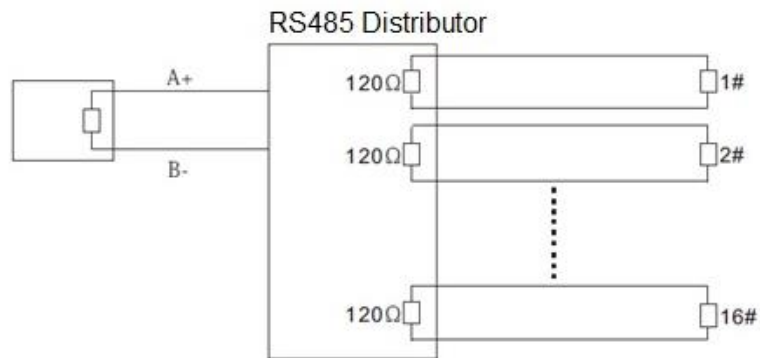 RS485 Distributor
A+
B-
120Ω 1#
120Ω 2#
120Ω 16#